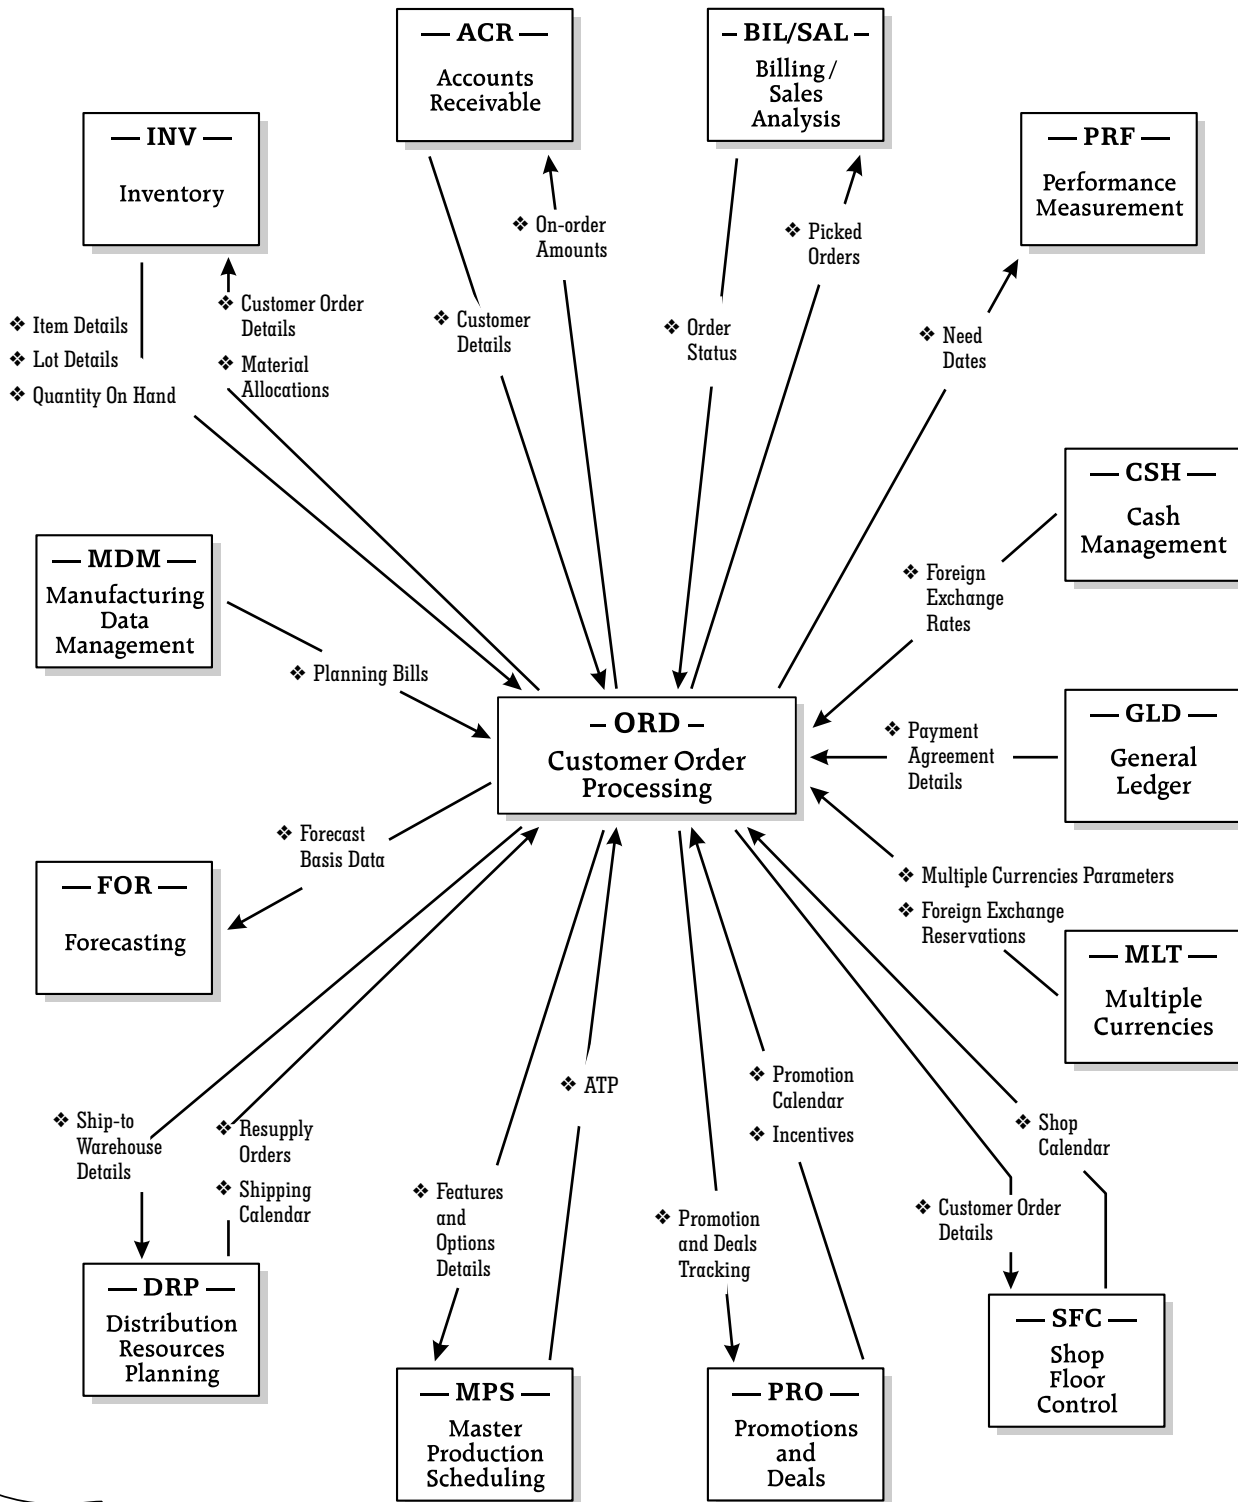 — ACR —
Accounts
Receivable
— BIL/SAL —
Billing /
Sales
Analysis
— INV —
Inventory
— PRF —
Performance
Measurement
❖ On-order
Amounts
❖ Picked
Orders
❖ Customer Order
Details
❖ Material
Allocations
❖ Item Details
❖ Lot Details
❖ Quantity On Hand
❖ Customer
Details
❖ Order
Status
❖ Need
Dates
— CSH —
Cash
Management
— MDM —
Manufacturing
Data
Management
❖ Foreign
Exchange
Rates
❖ Planning Bills
– ORD –
Customer Order
Processing
— GLD —
General
Ledger
❖ Payment
Agreement
Details
❖ Forecast
Basis Data
— FOR —
Forecasting
❖ Multiple Currencies Parameters
❖ Foreign Exchange
Reservations
— MLT —
Multiple
Currencies
❖ ATP
❖ Promotion
Calendar
❖ Incentives
❖ Ship-to
Warehouse
Details
❖ Resupply
Orders
❖ Shipping
Calendar
❖ Shop
Calendar
❖ Features
and
Options
Details
❖ Promotion
and Deals
Tracking
❖ Customer Order
Details
— DRP —
Distribution
Resources
Planning
— SFC —
Shop
Floor
Control
— MPS —
Master
Production
Scheduling
— PRO —
Promotions
and
Deals